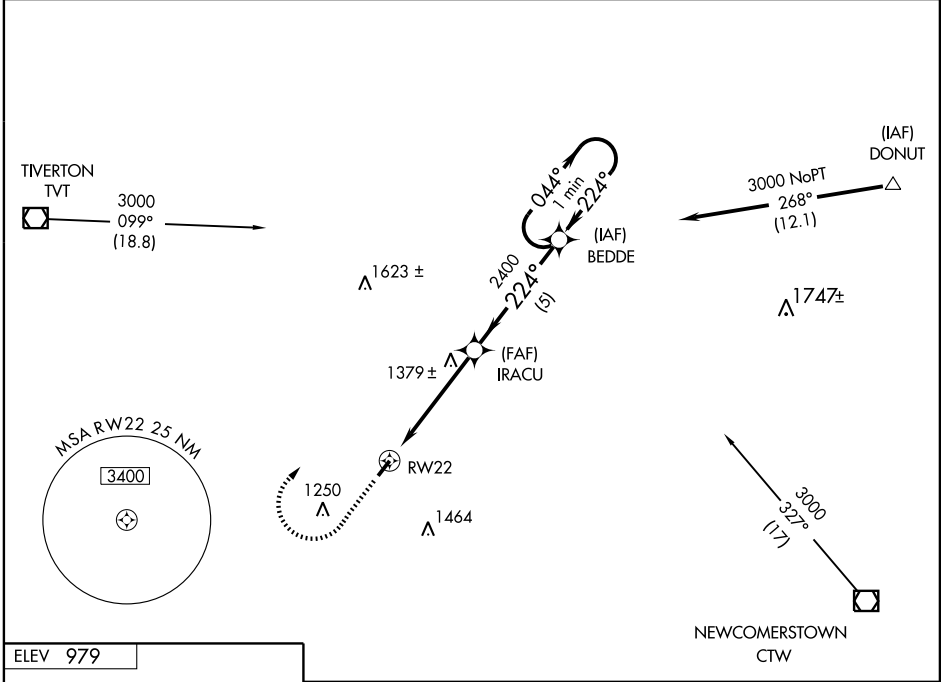 TIVERTON
TVT
3000
099°
(18.8)
(IAF)
DONUT
3000 NoPT
268°
(12.1)
044°
1 min
224°
(IAF)
BEDDE
2400
224°
(5)
1623 ±
1747±
(FAF)
IRACU
1379 ±
MSA RW22 25 NM
3400
RW22
1250
1464
3000
327°
(17)
NEWCOMERSTOWN
CTW
ELEV 979